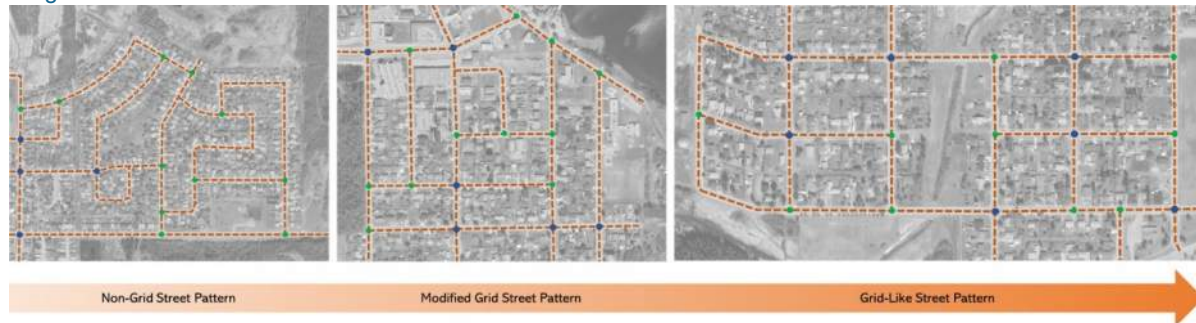 Non-Grid Street Pattern
Modified Grid Street Pattern
Grid-Like Street Pattern